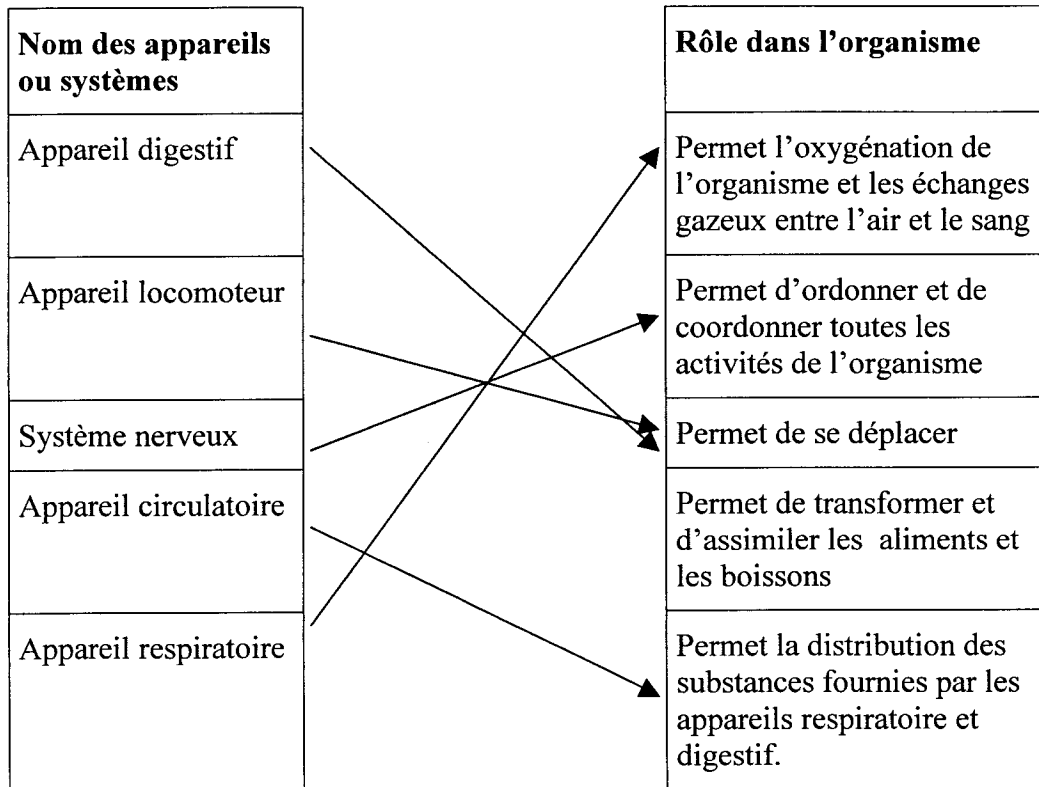 Nom des appareils
ou systèmes
Appareil digestif
Appareil locomoteur
Système nerveux
Appareil circulatoire
Appareil respiratoire
Rôle dans l'organisme
Permet l'oxygénation de
l'organisme et les échanges
gazeux entre l'air et le sang
Permet d'ordonner et de
coordonner toutes les
activités de l'organisme
Permet de se déplacer
Permet de transformer et
d'assimiler les aliments et
les boissons
Permet la distribution des
substances fournies par les
appareils respiratoire et
digestif.